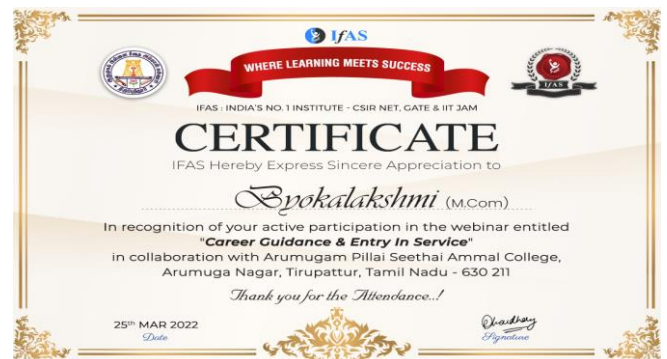 IfAS
WHERE LEARNING MEETS SUCCESS
IFAS
IFAS : INDIA'S NO. 1 INSTITUTE - CSIR NET, GATE & IIT JAM
CERTIFICATE
IFAS Hereby Express Sincere Appreciation to
Byokalakshmi (M.Com)
In recognition of your active participation in the webinar entitled
"Career Guidance & Entry In Service"
in collaboration with Arumugam Pillai Seethai Ammal College,
Arumuga Nagar, Tirupattur, Tamil Nadu - 630 211
Thank you for the Attendance..!
25th MAR 2022
Date
Signature